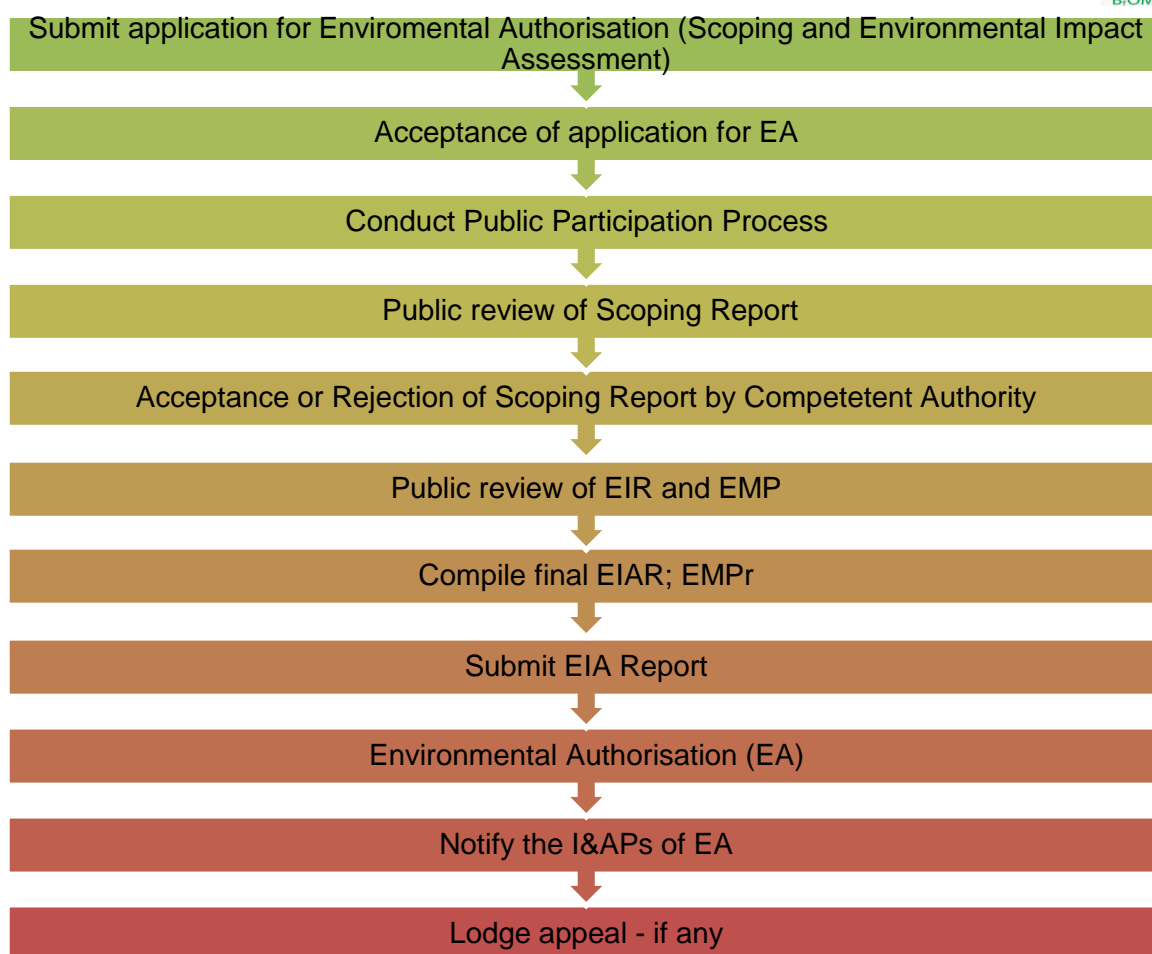 BIOM
Submit application for Enviromental Authorisation (Scoping and Environmental Impact
Assessment)
Acceptance of application for EA
Conduct Public Participation Process
Public review of Scoping Report
Acceptance or Rejection of Scoping Report by Competetent Authority
Public review of EIR and EMP
Compile final EIAR; EMPr
Submit EIA Report
Environmental Authorisation (EA)
Notify the I&APs of EA
Lodge appeal - if any